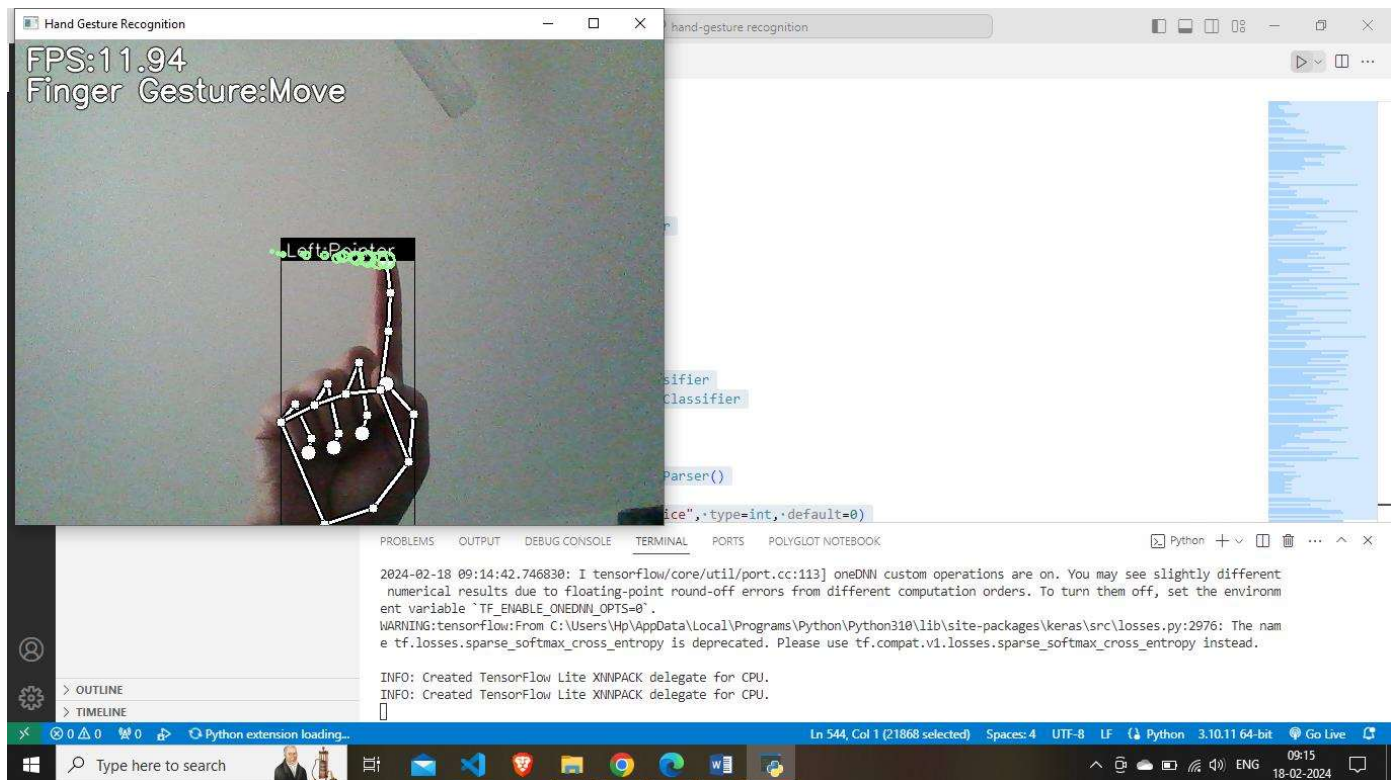 Hand Gesture Recognition
hand-gesture recognition
FPS:11.94
Finger Gesture:Move
Left:Pointer
r
sifier
Classifier
Parser()
ice",·type=int,·default=0)
PROBLEMS OUTPUT DEBUG CONSOLE TERMINAL PORTS POLYGLOT NOTEBOOK
Python
2024-02-18 09:14:42.746830: I tensorflow/core/util/port.cc:113] oneDNN custom operations are on. You may see slightly different
numerical results due to floating-point round-off errors from different computation orders. To turn them off, set the environm
ent variable `TF_ENABLE_ONEDNN_OPTS=0`.
WARNING:tensorflow:From C:\Users\Hp\AppData\Local\Programs\Python\Python310\lib\site-packages\keras\src\losses.py:2976: The nam
e tf.losses.sparse_softmax_cross_entropy is deprecated. Please use tf.compat.v1.losses.sparse_softmax_cross_entropy instead.
INFO: Created TensorFlow Lite XNNPACK delegate for CPU.
INFO: Created TensorFlow Lite XNNPACK delegate for CPU.
> OUTLINE
> TIMELINE
0 0 0 Python extension loading... Ln 544, Col 1 (21868 selected) Spaces: 4 UTF-8 LF Python 3.10.11 64-bit Go Live
Type here to search
ENG
09:15
18-02-2024